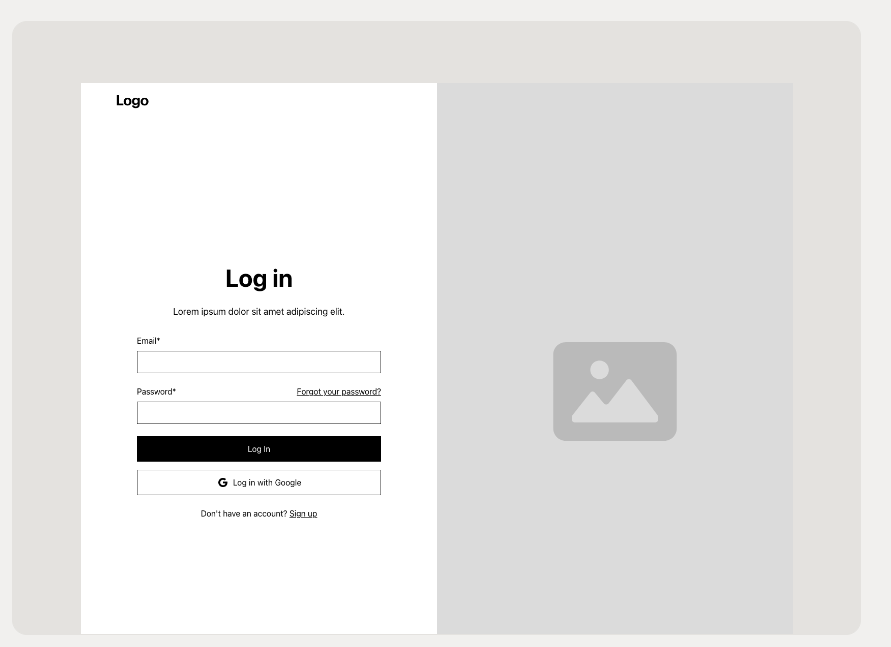 Logo
Log in
Lorem ipsum dolor sit amet adipiscing elit.
Email*
Password* Forgot your password?
Log In
Log in with Google
Don't have an account? Sign up